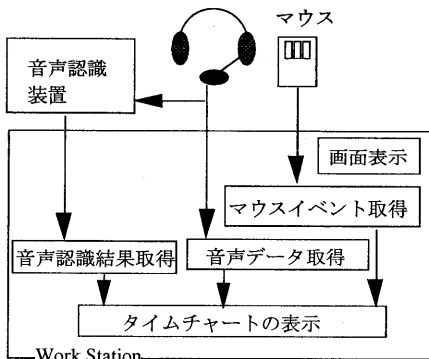 マウス
音声認識
装置
画面表示
マウスイベント取得
音声認識結果取得
音声データ取得
タイムチャートの表示
Work Station